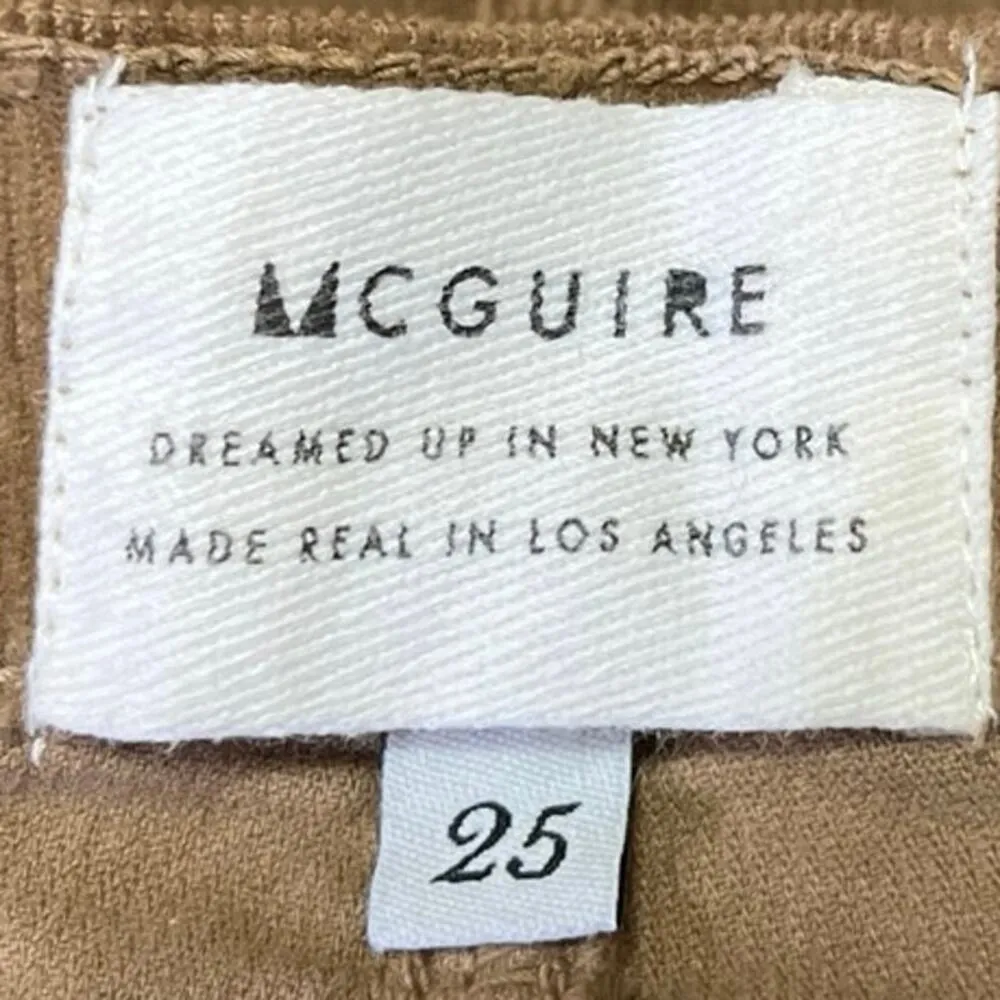 MCGUIRE
DREAMED UP IN NEW YORK
MADE REAL IN LOS ANGELES
25